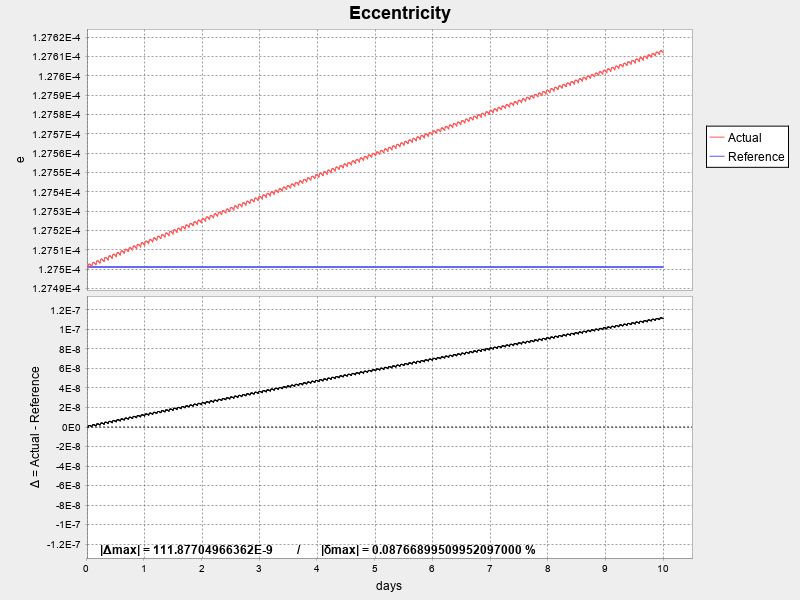 Eccentricity
1.2762E-4
1.2761E-4
1.276E-4
1.2759E-4
1.2758E-4
1.2757E-4
1.2756E-4
1.2755E-4
1.2754E-4
1.2753E-4
1.2752E-4
1.2751E-4
1.275E-4
1.2749E-4
e
Actual
Reference
1.2E-7
1E-7
8E-8
6E-8
4E-8
2E-8
0E0
-2E-8
-4E-8
-6E-8
-8E-8
-1E-7
-1.2E-7
Δ = Actual - Reference
|Δmax| = 111.87704966362E-9 / |δmax| = 0.08766899509952097000 %
0 1 2 3 4 5 6 7 8 9 10
days